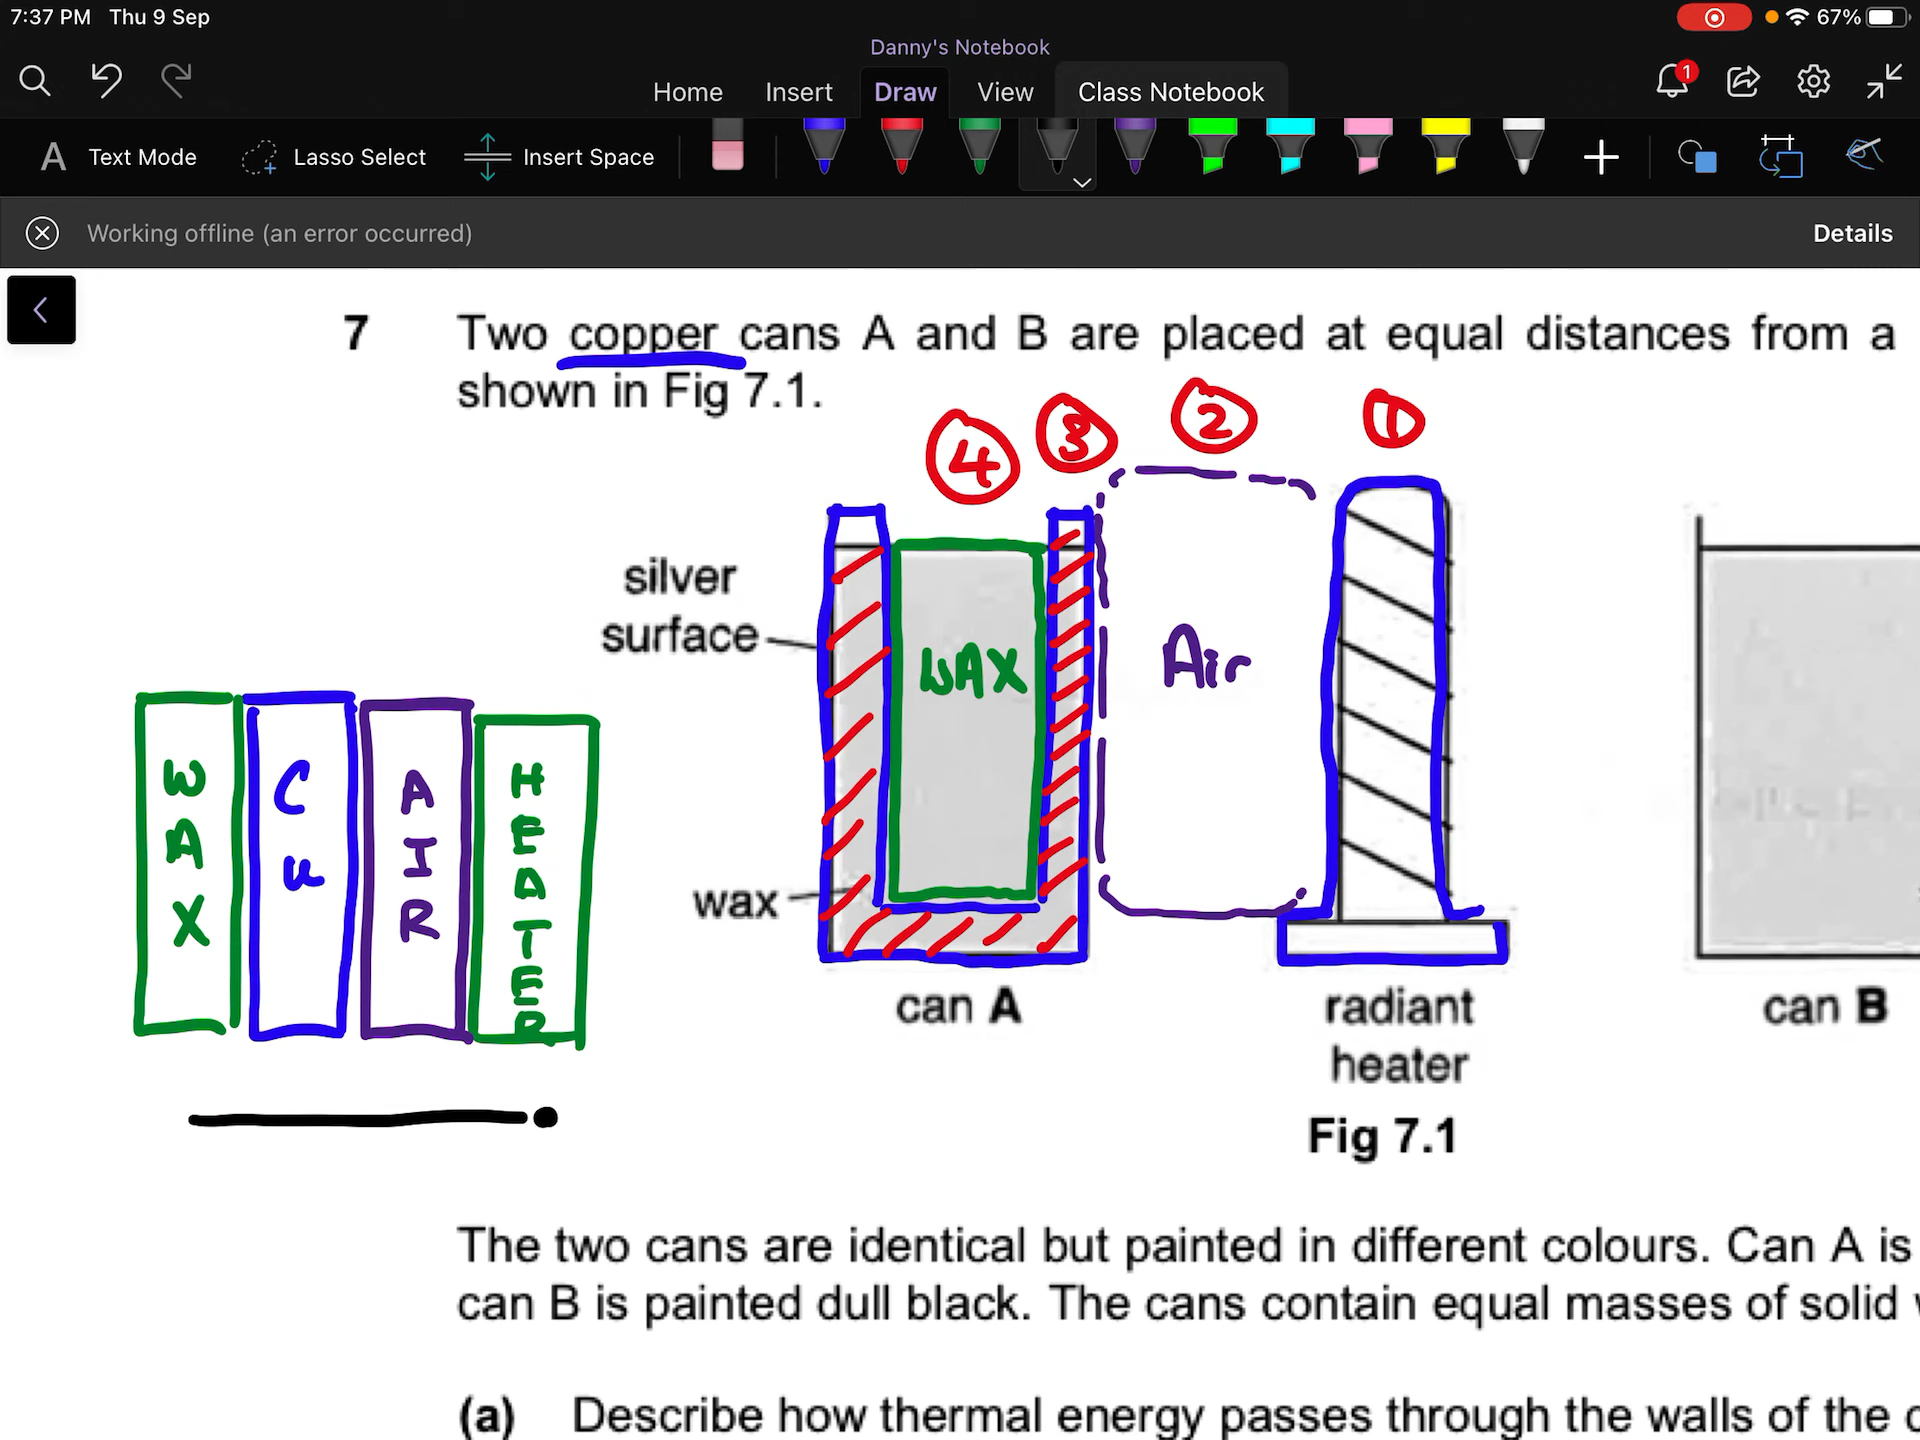 7:37 PM Thu 9 Sep
67%
Danny's Notebook
Home Insert Draw View Class Notebook
1
A Text Mode Lasso Select Insert Space
Working offline (an error occurred) Details
7 Two copper cans A and B are placed at equal distances from a
shown in Fig 7.1.
4 3 2 1
silver
surface
WAX
Air
WAX
Cu
AIR
HEATER
wax
can A
radiant
heater
can B
Fig 7.1
The two cans are identical but painted in different colours. Can A is
can B is painted dull black. The cans contain equal masses of solid
(a) Describe how thermal energy passes through the walls of the